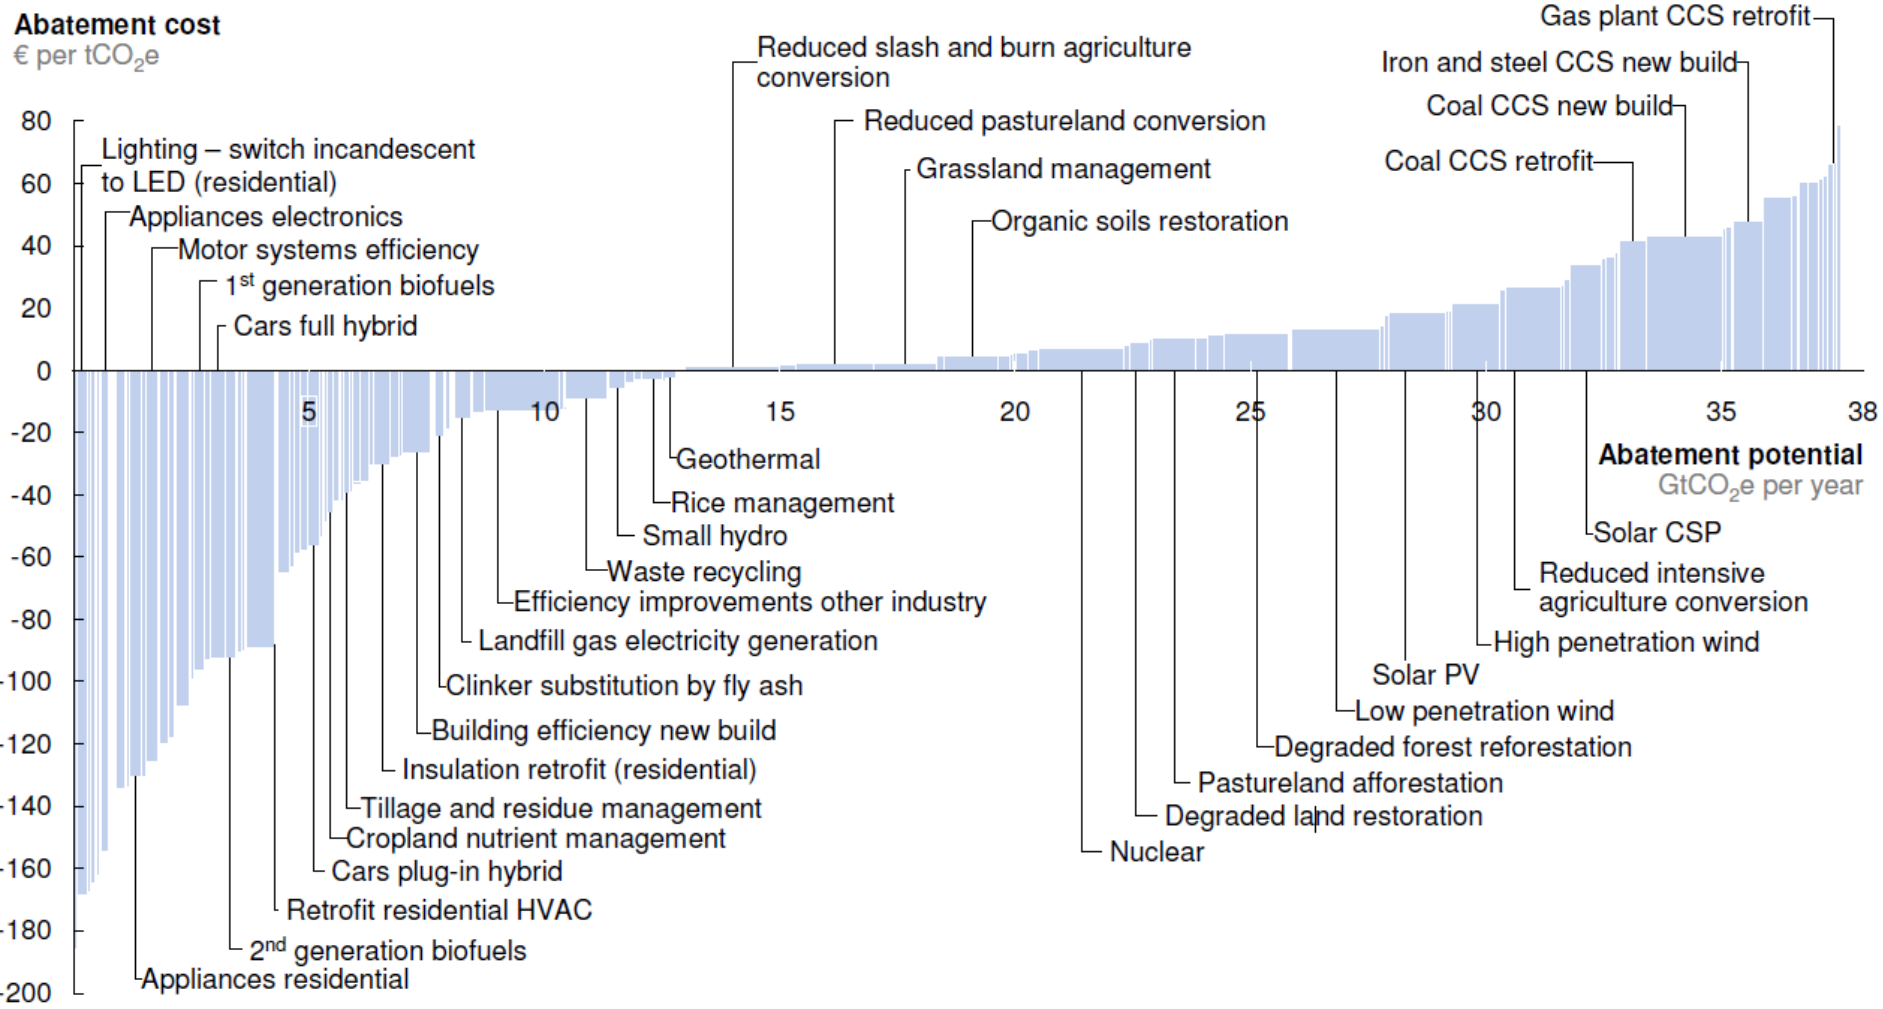 Abatement cost
€ per tCO₂e
Gas plant CCS retrofit
Reduced slash and burn agriculture
conversion
Iron and steel CCS new build
Coal CCS new build
Reduced pastureland conversion
Coal CCS retrofit
Grassland management
Organic soils restoration
Lighting – switch incandescent
to LED (residential)
Appliances electronics
Motor systems efficiency
1st generation biofuels
Cars full hybrid
80
60
40
20
0
-20
-40
-60
-80
-100
-120
-140
-160
-180
-200
5
10
15
20
25
30
35
38
Abatement potential
GtCO₂e per year
Geothermal
Rice management
Small hydro
Waste recycling
Efficiency improvements other industry
Landfill gas electricity generation
Clinker substitution by fly ash
Building efficiency new build
Insulation retrofit (residential)
Tillage and residue management
Cropland nutrient management
Cars plug-in hybrid
Retrofit residential HVAC
2nd generation biofuels
Appliances residential
Solar CSP
Reduced intensive
agriculture conversion
High penetration wind
Solar PV
Low penetration wind
Degraded forest reforestation
Pastureland afforestation
Degraded land restoration
Nuclear